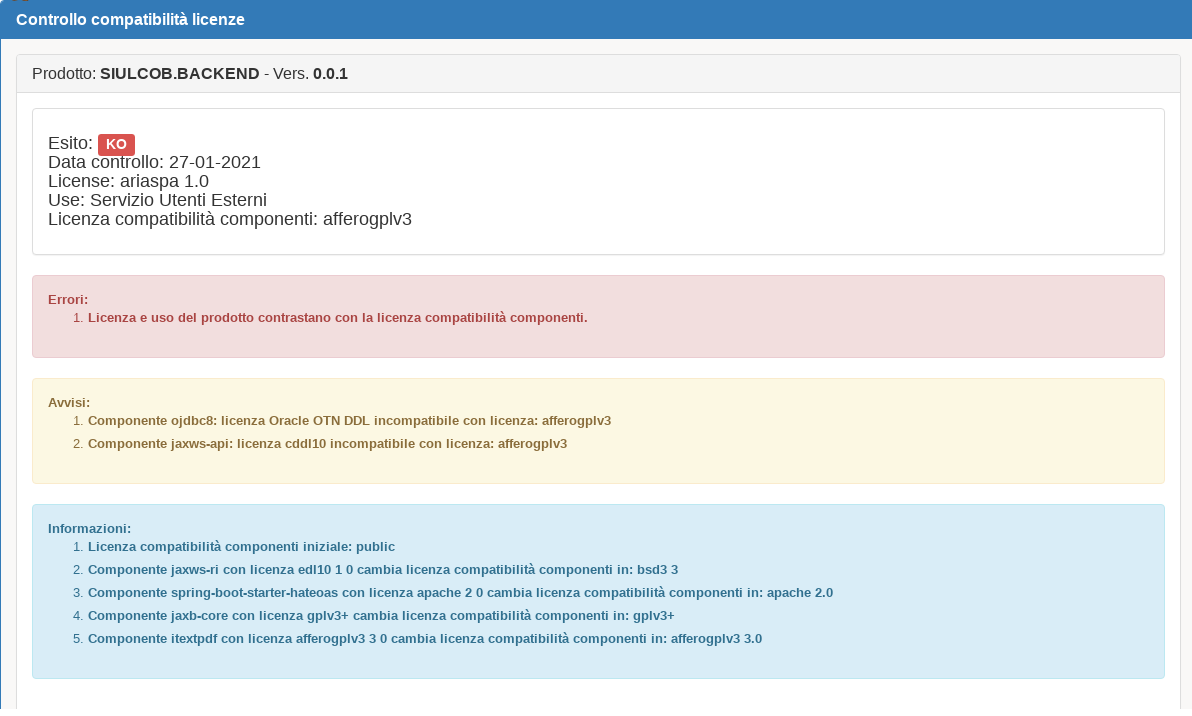 Controllo compatibilità licenze
Prodotto: SIULCOB.BACKEND - Vers. 0.0.1
Esito: KO
Data controllo: 27-01-2021
License: ariaspa 1.0
Use: Servizio Utenti Esterni
Licenza compatibilità componenti: afferogplv3
Errori:
1. Licenza e uso del prodotto contrastano con la licenza compatibilità componenti.
Avvisi:
1. Componente ojdbc8: licenza Oracle OTN DDL incompatibile con licenza: afferogplv3
2. Componente jaxws-api: licenza cddl10 incompatibile con licenza: afferogplv3
Informazioni:
1. Licenza compatibilità componenti iniziale: public
2. Componente jaxws-ri con licenza edl10 1 0 cambia licenza compatibilità componenti in: bsd3 3
3. Componente spring-boot-starter-hateoas con licenza apache 2 0 cambia licenza compatibilità componenti in: apache 2.0
4. Componente jaxb-core con licenza gplv3+ cambia licenza compatibilità componenti in: gplv3+
5. Componente itextpdf con licenza afferogplv3 3 0 cambia licenza compatibilità componenti in: afferogplv3 3.0